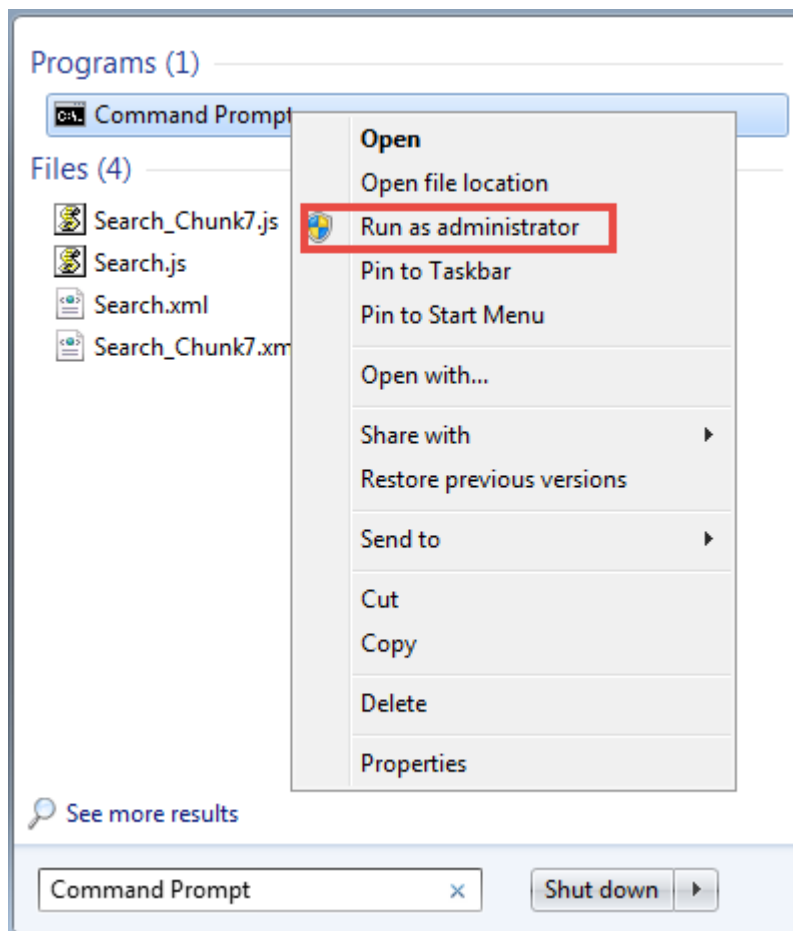 Programs (1)
Command Prompt
Files (4)
Search_Chunk7.js
Search.js
Search.xml
Search_Chunk7.xm
Open
Open file location
Run as administrator
Pin to Taskbar
Pin to Start Menu
Open with...
Share with
Restore previous versions
Send to
Cut
Copy
Delete
Properties
See more results
Command Prompt
Shut down